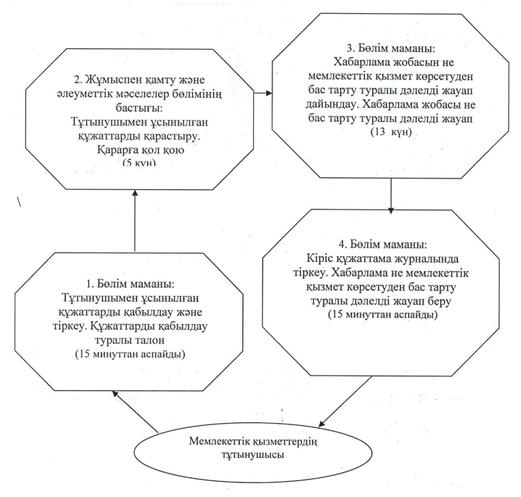 1. Бөлім маманы:
Тұтынушымен ұсынылған
құжаттарды қабылдау және
тіркеу. Құжаттарды қабылдау
туралы талон
(15 минуттан аспайды)
2. Жұмыспен қамту және
әлеуметтік мәселелер бөлімінің
бастығы:
Тұтынушымен ұсынылған
құжаттарды қарастыру.
Қарарға қол қою
(5 күн)
3. Бөлім маманы:
Хабарлама жобасын не
мемлекеттік қызмет көрсетуден
бас тарту туралы дәлелді жауап
дайындау. Хабарлама жобасы не
бас тарту туралы дәлелді жауап
(13 күн)
4. Бөлім маманы:
Кіріс құжаттама журналында
тіркеу. Хабарлама не мемлекеттік
қызмет көрсетуден бас тарту
туралы дәлелді жауап беру
(15 минуттан аспайды)
Мемлекеттік қызметтердің
тұтынушысы